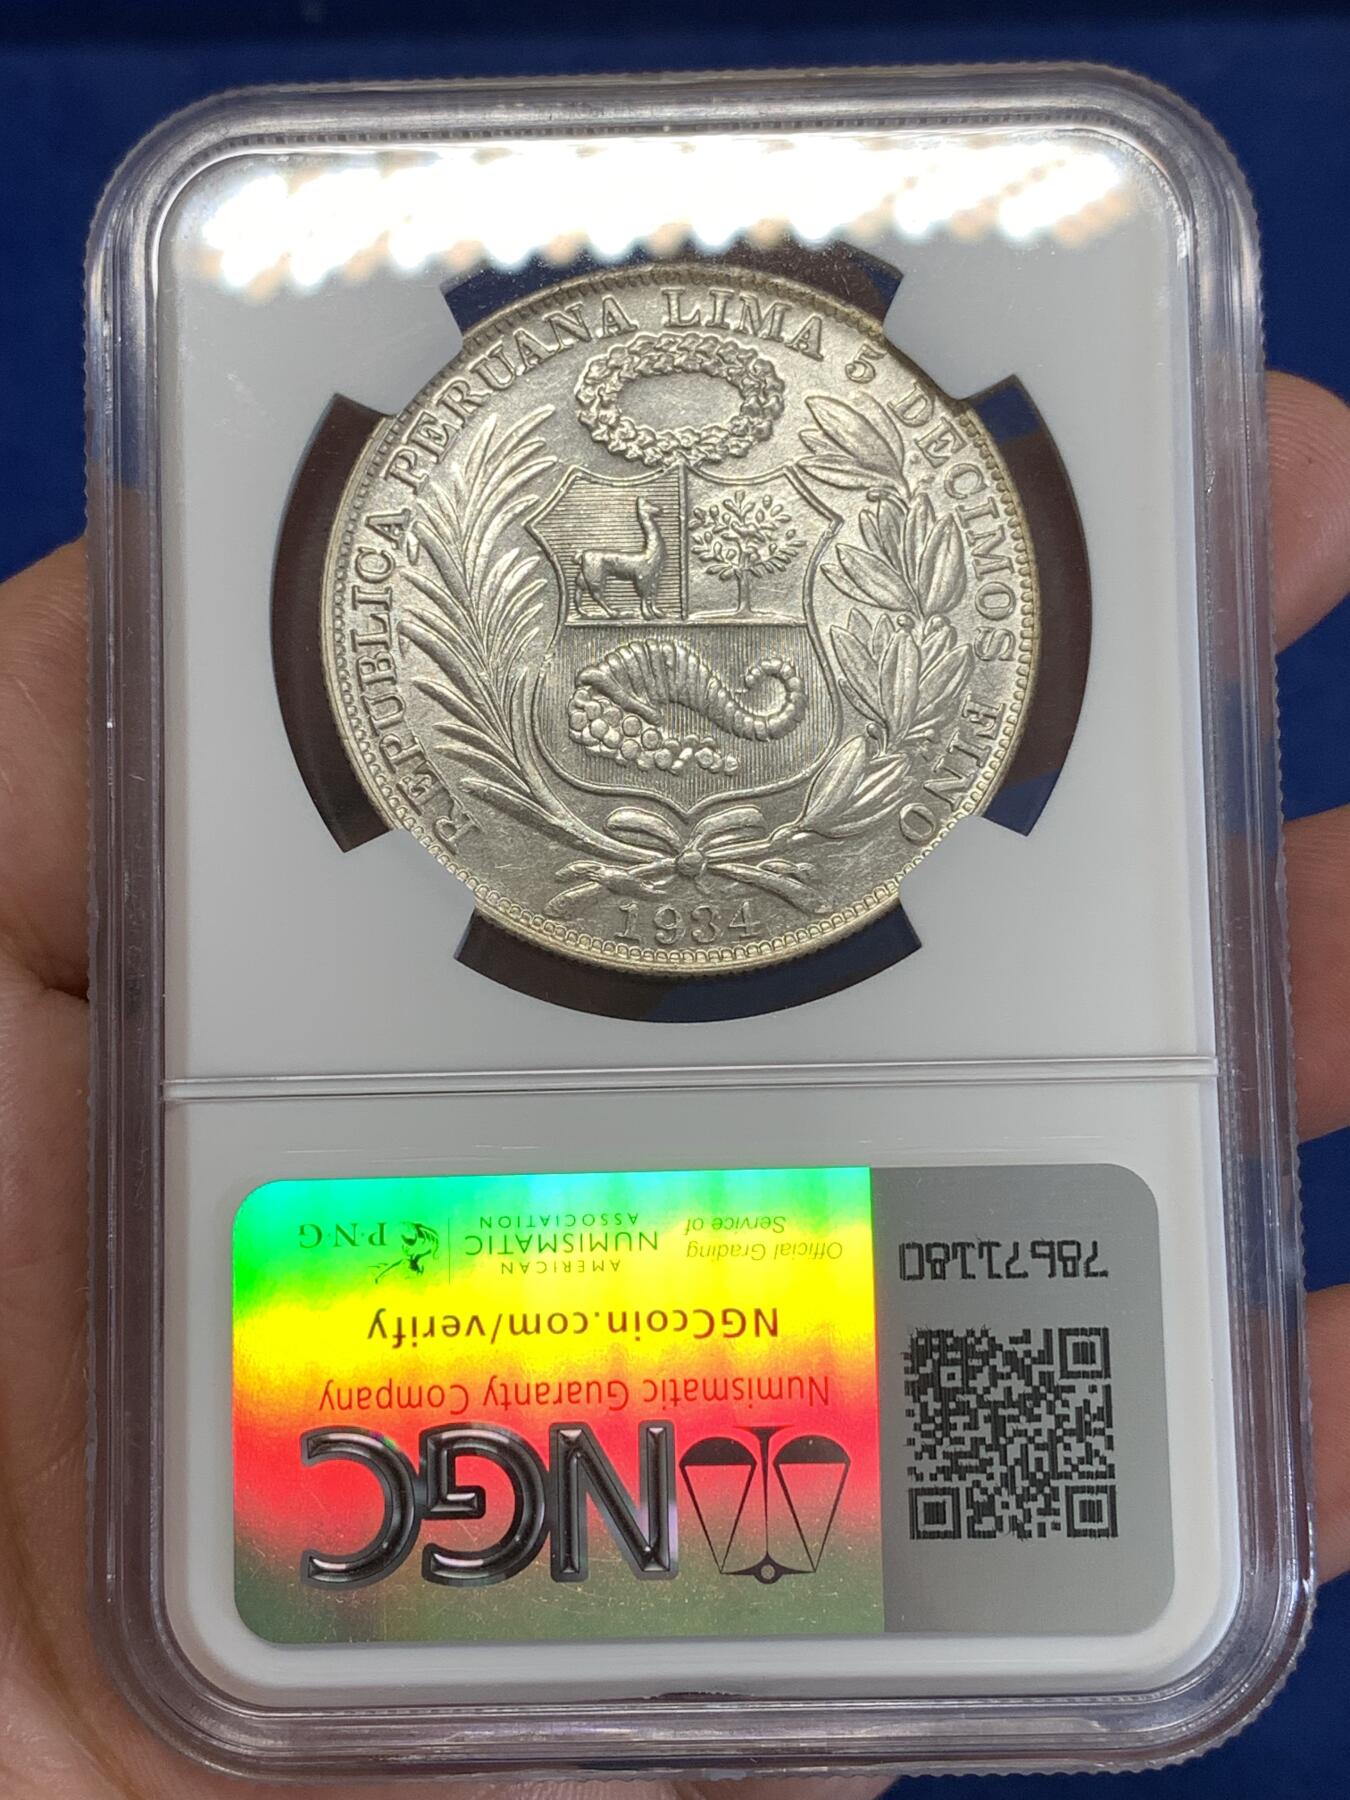 REPUBLICA PERUANA LIMA 5 DECIMOS FINO
1934
NGC
Numismatic Guaranty Company
NGCcoin.com/verify
Official Grading Service of
AMERICAN
NUMISMATIC
ASSOCIATION
P·N·G
78671180